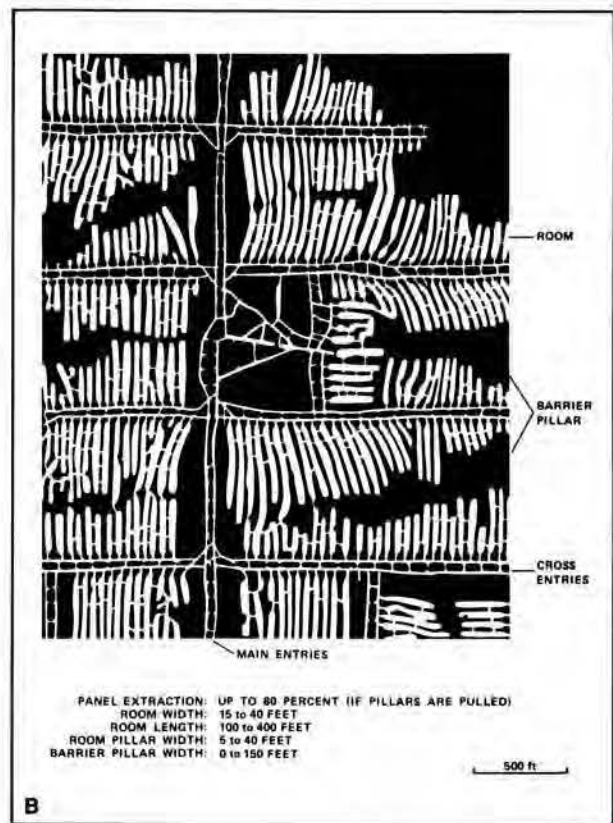 ROOM
BARRIER
PILLAR
CROSS
ENTRIES
MAIN ENTRIES
PANEL EXTRACTION: UP TO 80 PERCENT (IF PILLARS ARE PULLED)
ROOM WIDTH: 15 to 40 FEET
ROOM LENGTH: 100 to 400 FEET
ROOM PILLAR WIDTH: 5 to 40 FEET
BARRIER PILLAR WIDTH: 0 to 150 FEET
500 ft
B